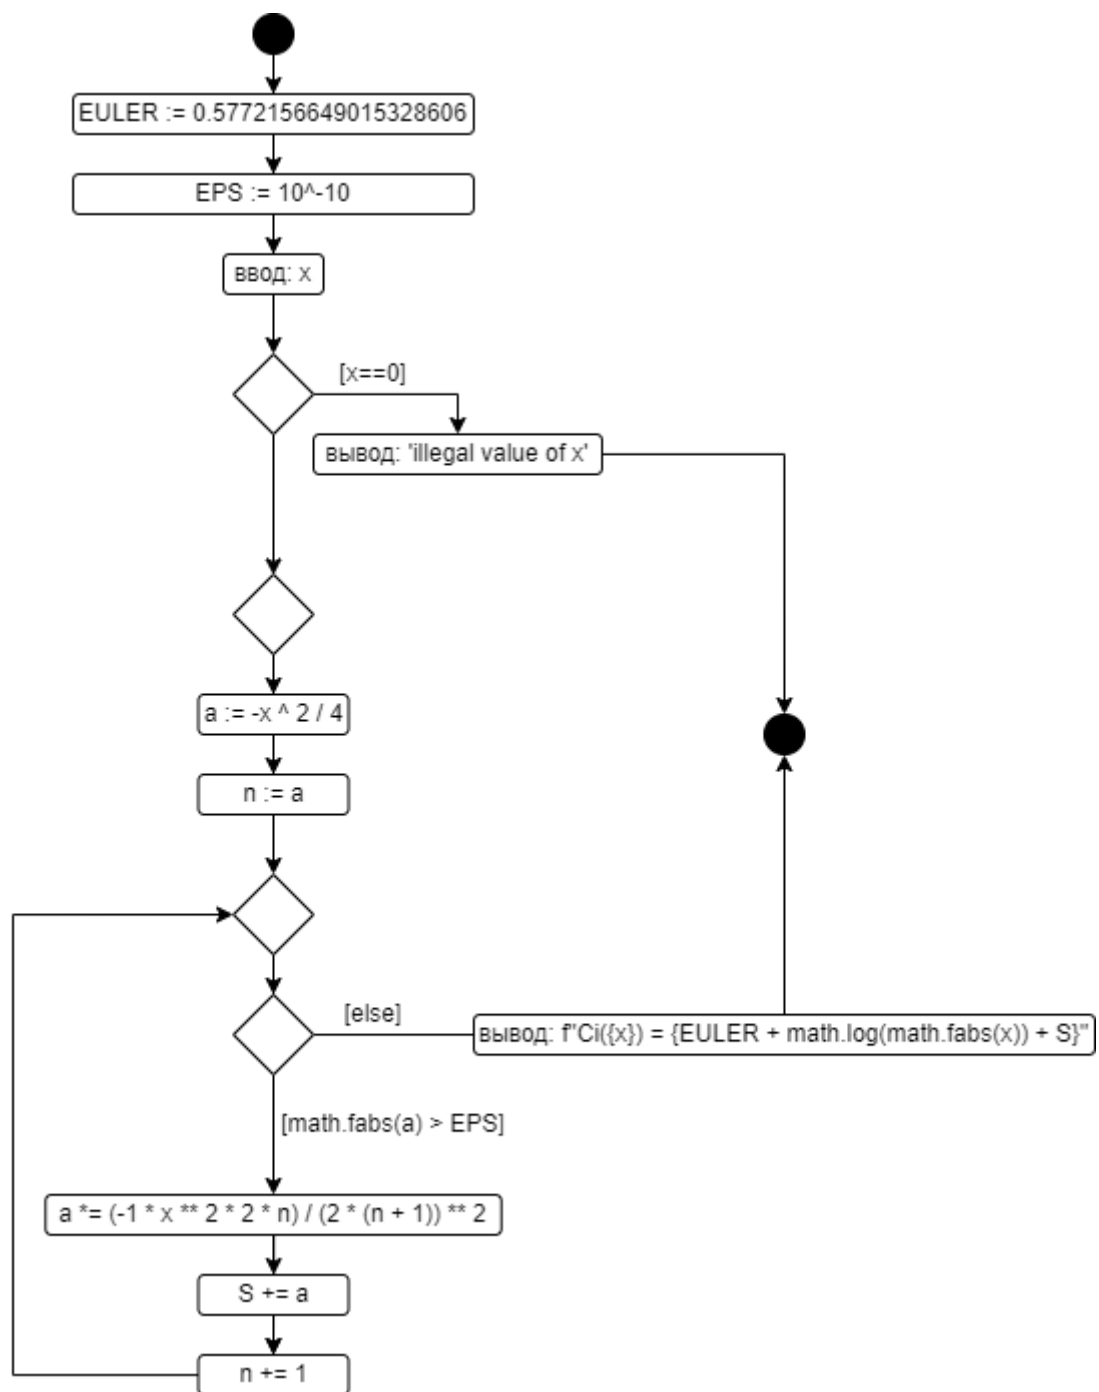 EULER := 0.5772156649015328606
EPS := 10^-10
ввод: x
[x==0]
вывод: 'illegal value of x'
a := -x ^ 2 / 4
n := a
[else]
вывод: f"Ci({x}) = {EULER + math.log(math.fabs(x)) + S}"
[math.fabs(a) > EPS]
a *= (-1 * x ** 2 * 2 * n) / (2 * (n + 1)) ** 2
S += a
n += 1